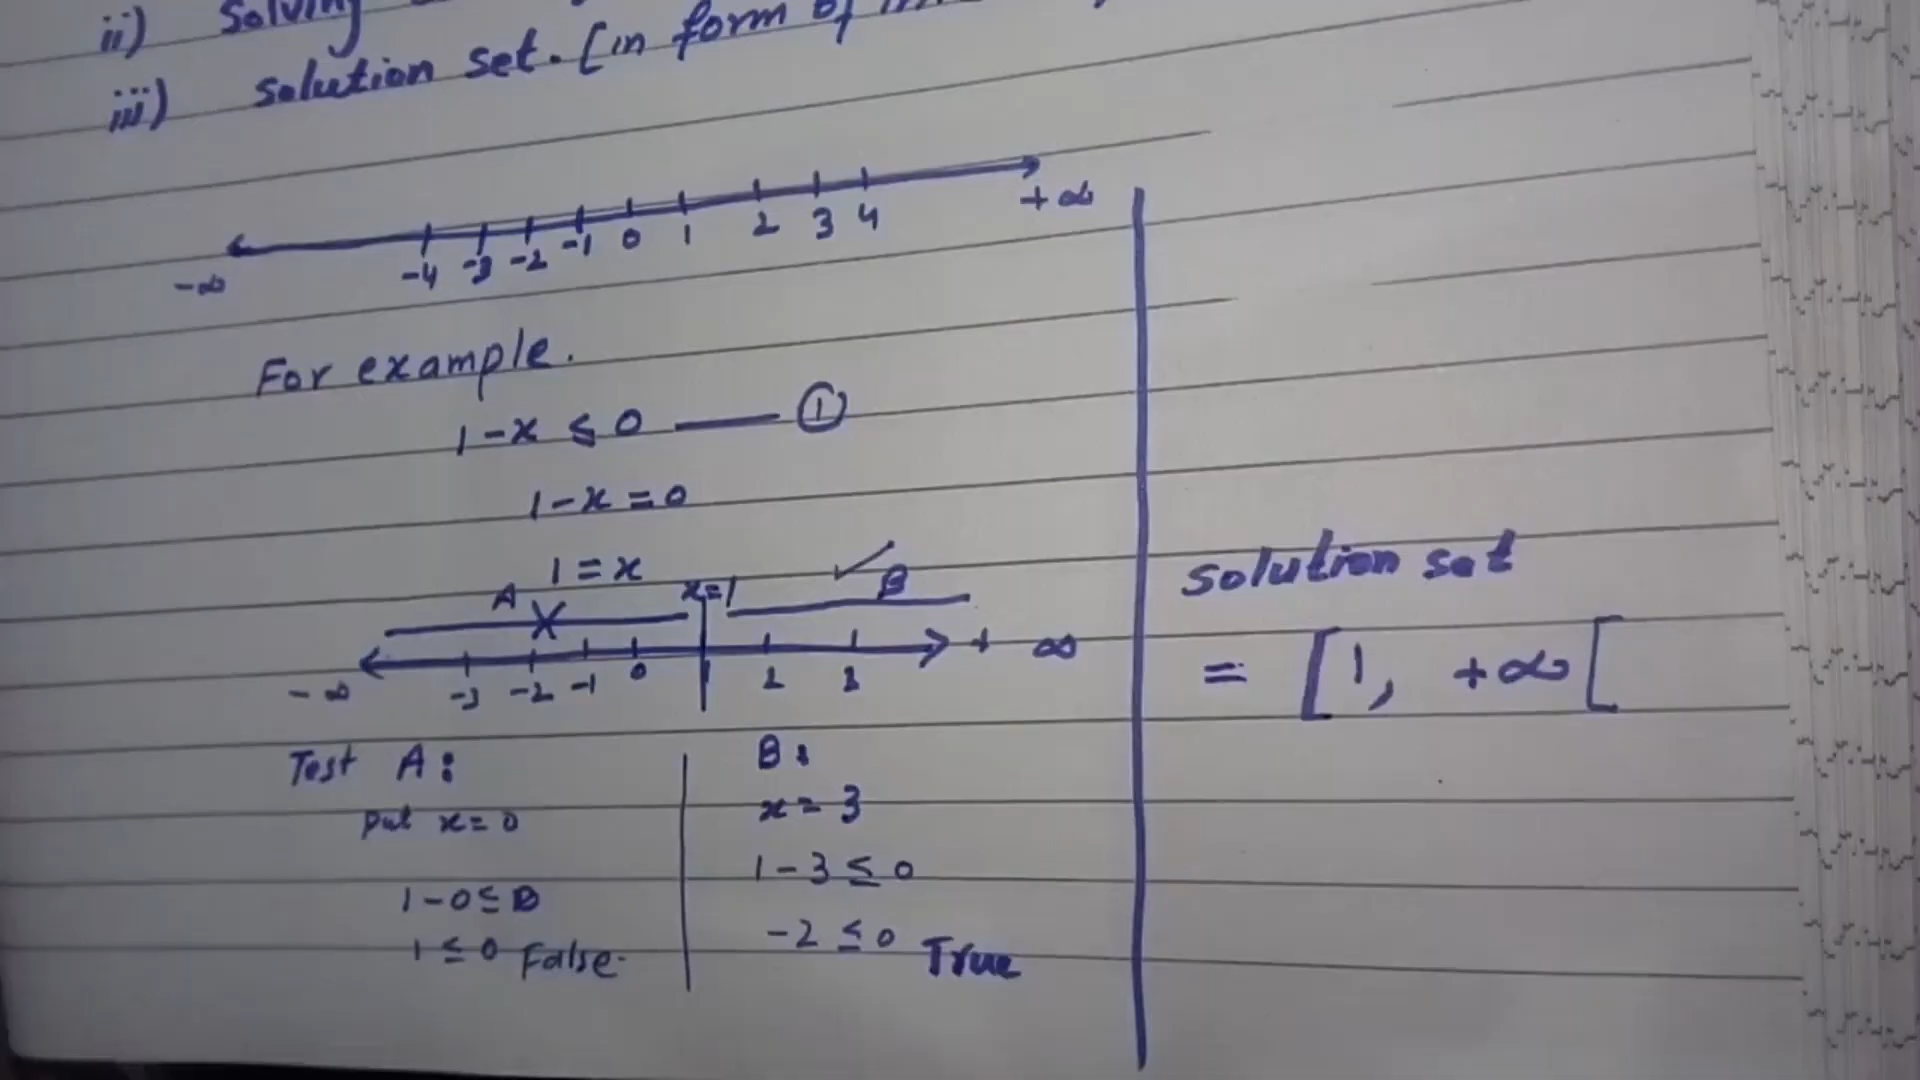 ii) Solving
iii) solution set. [in form of
-∞ -4 -3 -2 -1 0 1 2 3 4 +∞
For example.
1-x ≤ 0 —— ①
1-x = 0
1 = x
A x=1 B
-∞ -3 -2 -1 0 1 2 3 + ∞
Test A:
put x = 0
1-0 ≤ 0
1 ≤ 0 False.
B:
x = 3
1-3 ≤ 0
-2 ≤ 0 True
solution set
= [1, +∞[